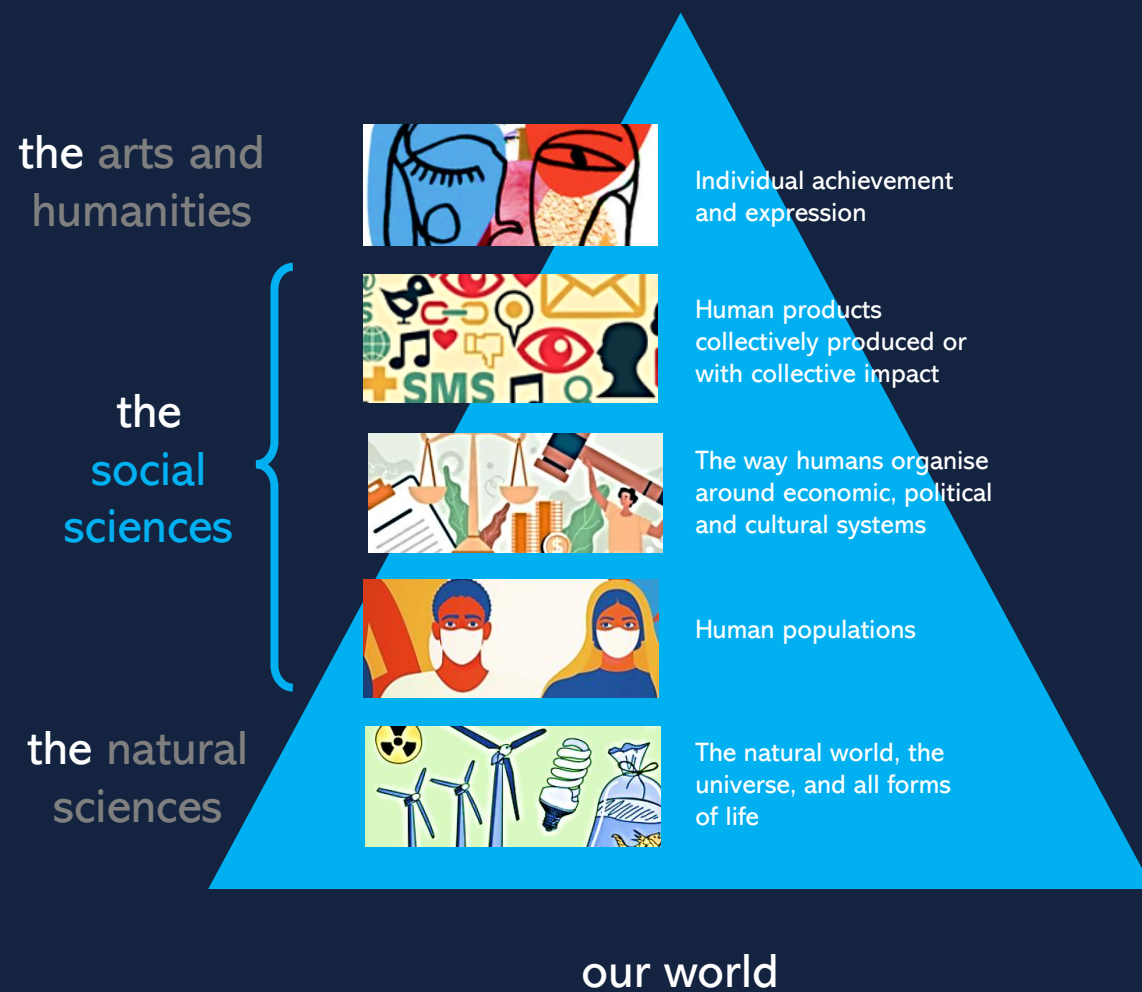 the arts and
humanities
Individual achievement
and expression
SMS
Human products
collectively produced or
with collective impact
the
social
sciences
The way humans organise
around economic, political
and cultural systems
Human populations
the natural
sciences
The natural world, the
universe, and all forms
of life
our world